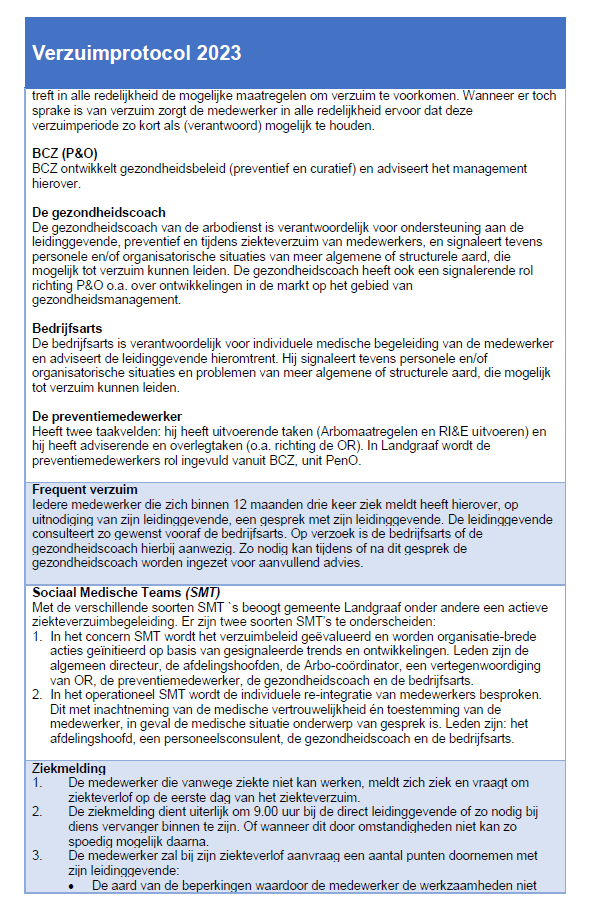 Verzuimprotocol 2023
treft in alle redelijkheid de mogelijke maatregelen om verzuim te voorkomen. Wanneer er toch
sprake is van verzuim zorgt de medewerker in alle redelijkheid ervoor dat deze
verzuimperiode zo kort als (verantwoord) mogelijk te houden.
BCZ (P&O)
BCZ ontwikkelt gezondheidsbeleid (preventief en curatief) en adviseert het management
hierover.
De gezondheidscoach
De gezondheidscoach van de arbodienst is verantwoordelijk voor ondersteuning aan de
leidinggevende, preventief en tijdens ziekteverzuim van medewerkers, en signaleert tevens
personele en/of organisatorische situaties van meer algemene of structurele aard, die
mogelijk tot verzuim kunnen leiden. De gezondheidscoach heeft ook een signalerende rol
richting P&O o.a. over ontwikkelingen in de markt op het gebied van
gezondheidsmanagement.
Bedrijfsarts
De bedrijfsarts is verantwoordelijk voor individuele medische begeleiding van de medewerker
en adviseert de leidinggevende hieromtrent. Hij signaleert tevens personele en/of
organisatorische situaties en problemen van meer algemene of structurele aard, die mogelijk
tot verzuim kunnen leiden.
De preventiemedewerker
Heeft twee taakvelden: hij heeft uitvoerende taken (Arbomaatregelen en RI&E uitvoeren) en
hij heeft adviserende en overlegtaken (o.a. richting de OR). In Landgraaf wordt de
preventiemedewerkers rol ingevuld vanuit BCZ, unit PenO.
Frequent verzuim
Iedere medewerker die zich binnen 12 maanden drie keer ziek meldt heeft hierover, op
uitnodiging van zijn leidinggevende, een gesprek met zijn leidinggevende. De leidinggevende
consulteert zo gewenst vooraf de bedrijfsarts. Op verzoek is de bedrijfsarts of de
gezondheidscoach hierbij aanwezig. Zo nodig kan tijdens of na dit gesprek de
gezondheidscoach worden ingezet voor aanvullend advies.
Sociaal Medische Teams (SMT)
Met de verschillende soorten SMT `s beoogt gemeente Landgraaf onder andere een actieve
ziekteverzuimbegeleiding. Er zijn twee soorten SMT's te onderscheiden:
1. In het concern SMT wordt het verzuimbeleid geëvalueerd en worden organisatie-brede
acties geïnitieerd op basis van gesignaleerde trends en ontwikkelingen. Leden zijn de
algemeen directeur, de afdelingshoofden, de Arbo-coördinator, een vertegenwoordiging
van OR, de preventiemedewerker, de gezondheidscoach en de bedrijfsarts.
2. In het operationeel SMT wordt de individuele re-integratie van medewerkers besproken.
Dit met inachtneming van de medische vertrouwelijkheid én toestemming van de
medewerker, in geval de medische situatie onderwerp van gesprek is. Leden zijn: het
afdelingshoofd, een personeelsconsulent, de gezondheidscoach en de bedrijfsarts.
Ziekmelding
1. De medewerker die vanwege ziekte niet kan werken, meldt zich ziek en vraagt om
ziekteverlof op de eerste dag van het ziekteverzuim.
2. De ziekmelding dient uiterlijk om 9.00 uur bij de direct leidinggevende of zo nodig bij
diens vervanger binnen te zijn. Of wanneer dit door omstandigheden niet kan zo
spoedig mogelijk daarna.
3. De medewerker zal bij zijn ziekteverlof aanvraag een aantal punten doornemen met
zijn leidinggevende:
• De aard van de beperkingen waardoor de medewerker de werkzaamheden niet